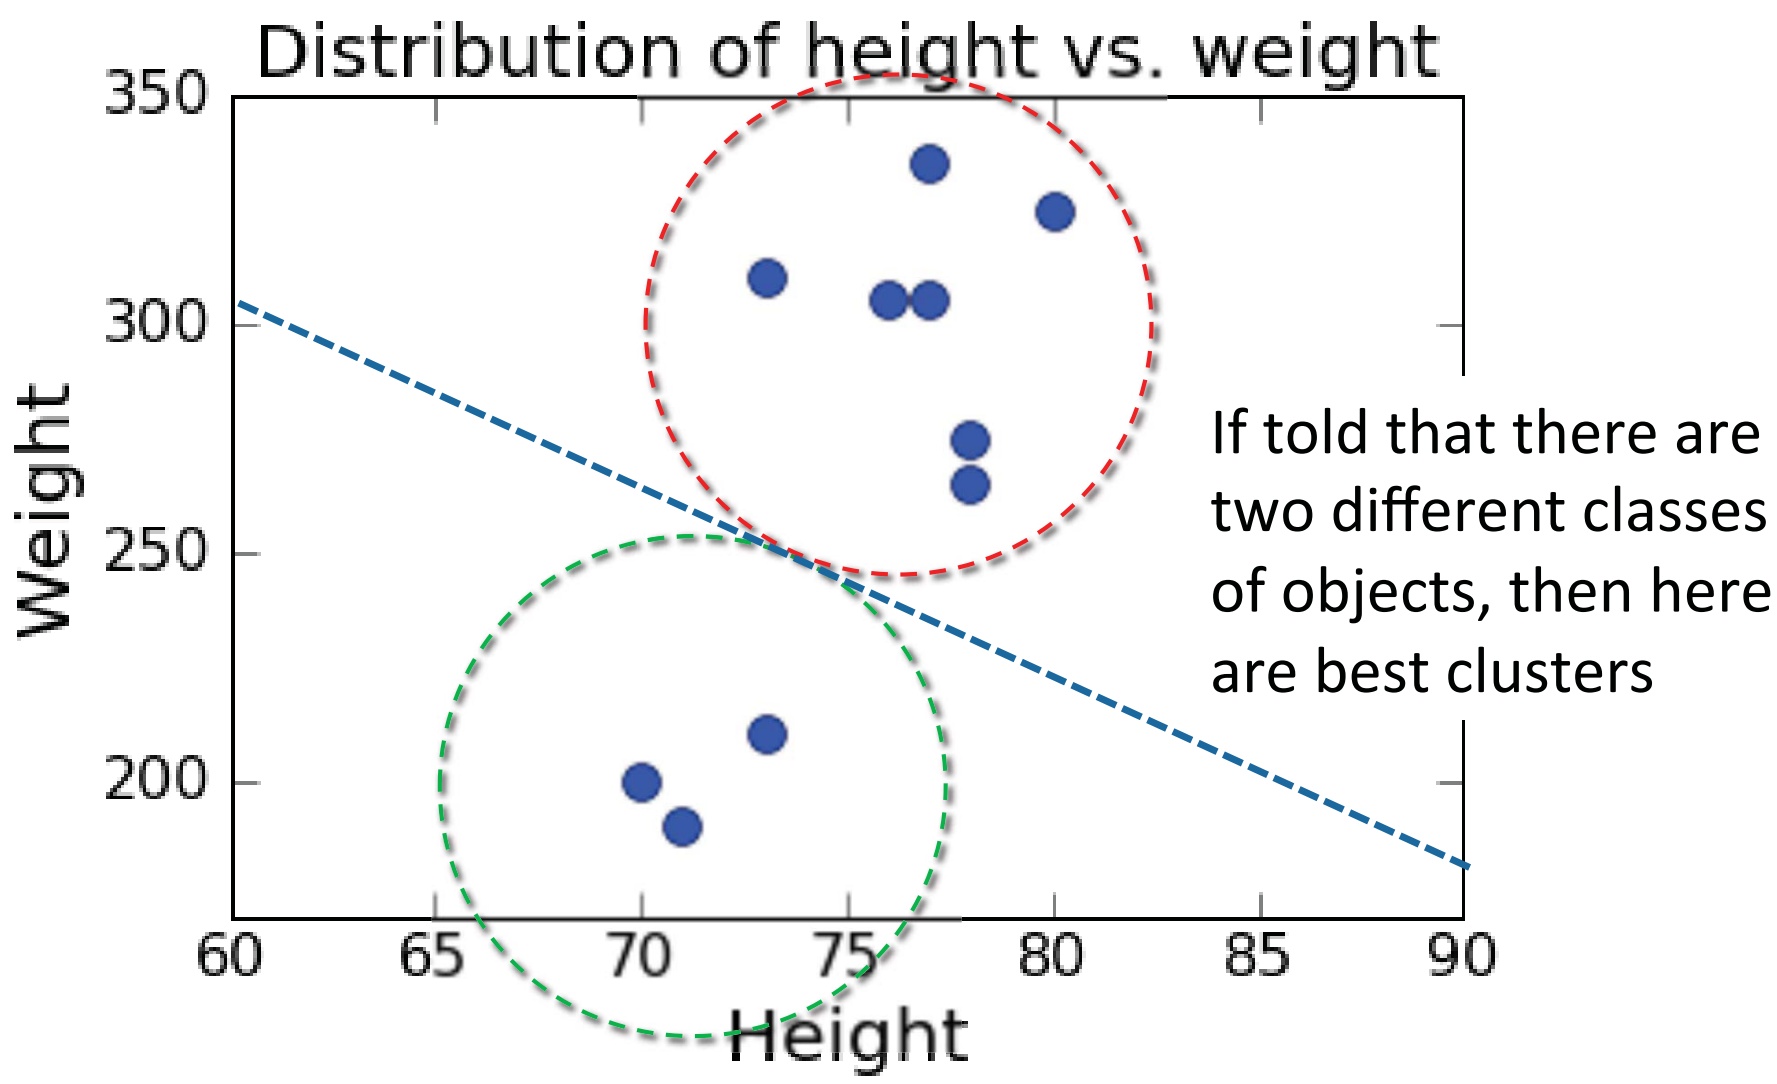 Distribution of height vs. weight
350
300
250
200
Weight
If told that there are
two different classes
of objects, then here
are best clusters
60 65 70 75 80 85 90
Height